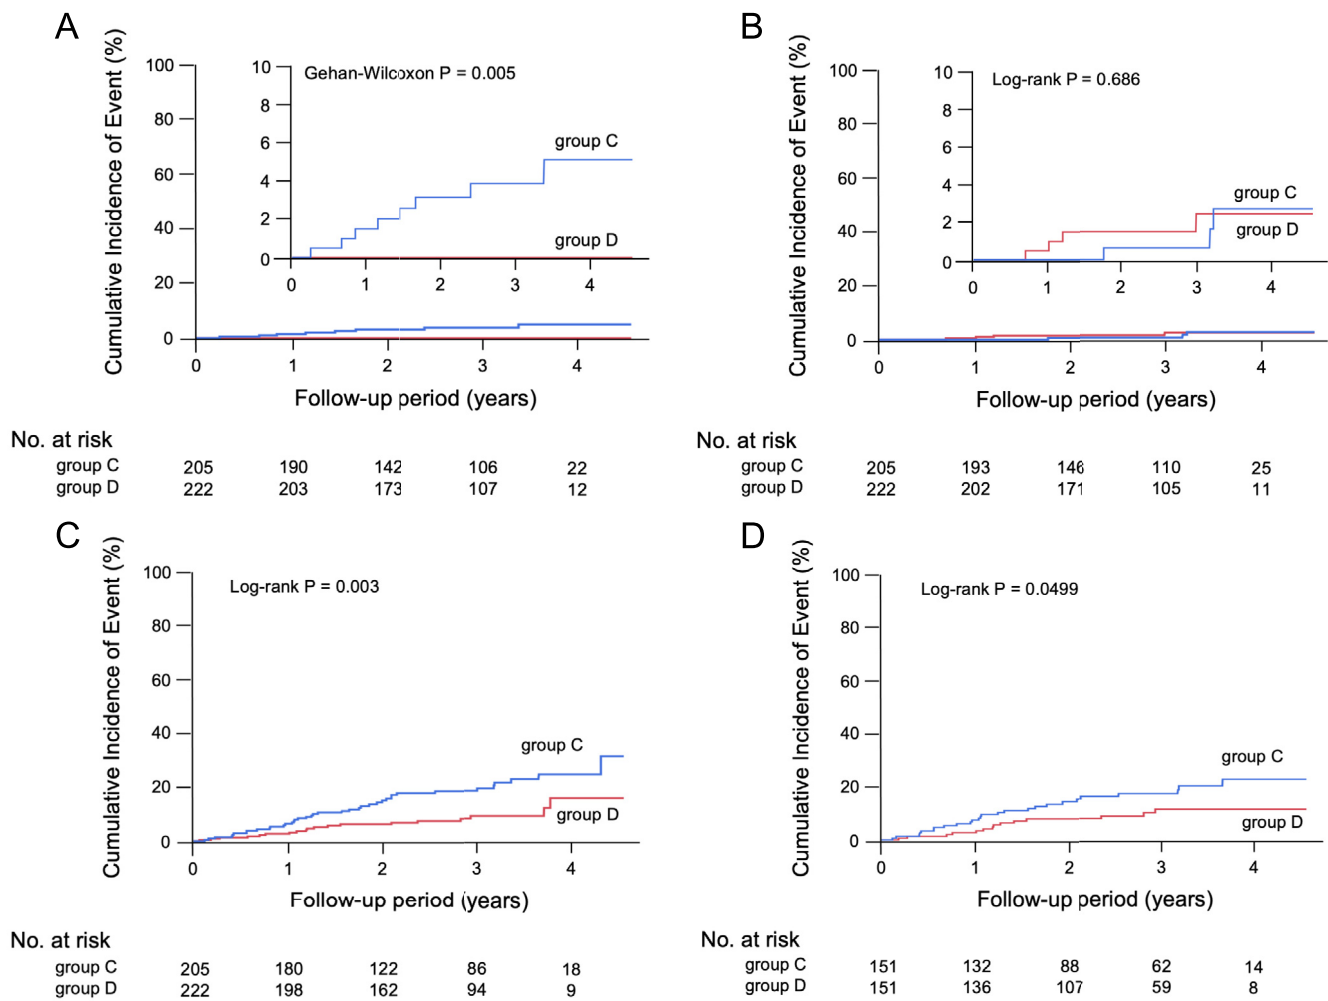 A
Cumulative Incidence of Event (%)
100
80
60
40
20
0
10
8
6
4
2
0
Gehan-Wilcoxon P = 0.005
group C
group D
0 1 2 3 4
0 1 2 3 4
Follow-up period (years)
No. at risk
group C 205 190 142 106 22
group D 222 203 173 107 12
B
Cumulative Incidence of Event (%)
100
80
60
40
20
0
10
8
6
4
2
0
Log-rank P = 0.686
group C
group D
0 1 2 3 4
0 1 2 3 4
Follow-up period (years)
No. at risk
group C 205 193 146 110 25
group D 222 202 171 105 11
C
Cumulative Incidence of Event (%)
100
80
60
40
20
0
Log-rank P = 0.003
group C
group D
0 1 2 3 4
Follow-up period (years)
No. at risk
group C 205 180 122 86 18
group D 222 198 162 94 9
D
Cumulative Incidence of Event (%)
100
80
60
40
20
0
Log-rank P = 0.0499
group C
group D
0 1 2 3 4
Follow-up period (years)
No. at risk
group C 151 132 88 62 14
group D 151 136 107 59 8